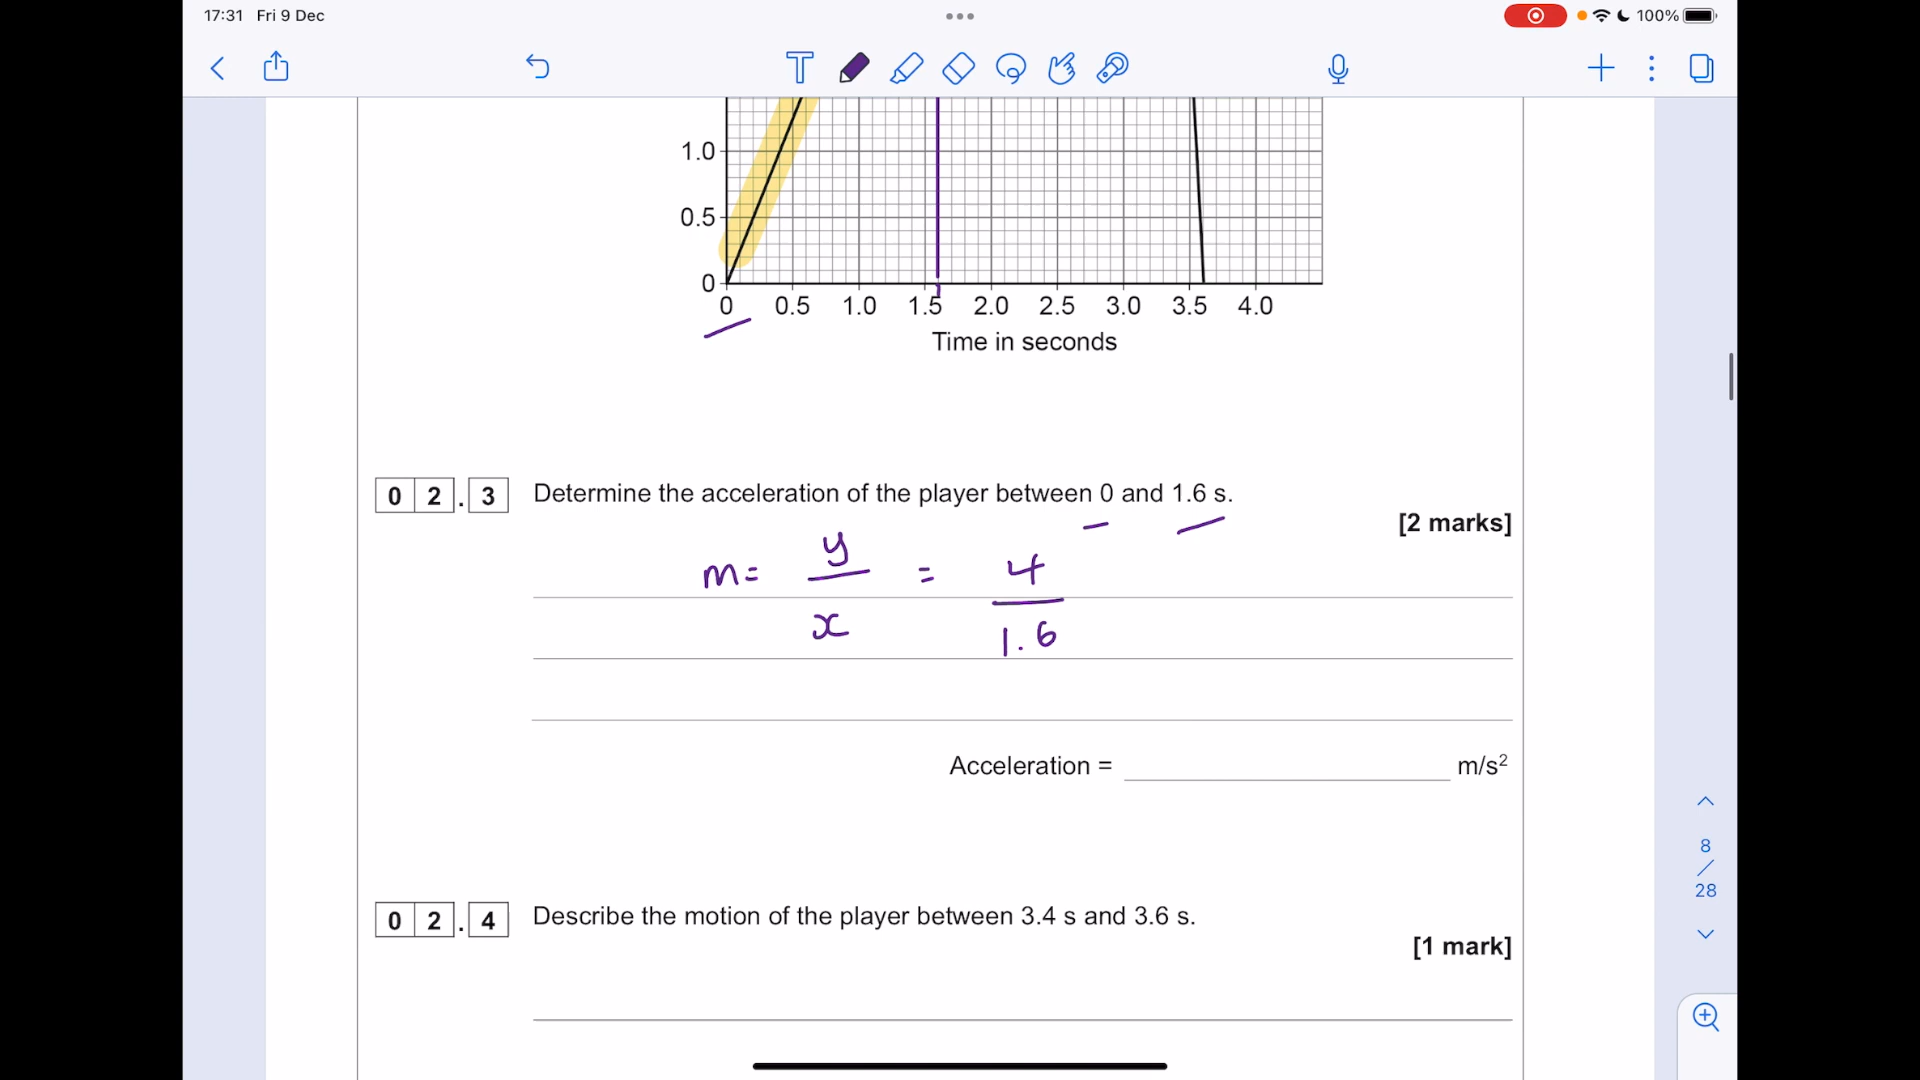 17:31 Fri 9 Dec
100%
1.0
0.5
0
0 0.5 1.0 1.5 2.0 2.5 3.0 3.5 4.0
Time in seconds
0 2 . 3 Determine the acceleration of the player between 0 and 1.6 s.
[2 marks]
m = y/x = 4/1.6
Acceleration = ____ m/s²
8
/
28
0 2 . 4 Describe the motion of the player between 3.4 s and 3.6 s.
[1 mark]